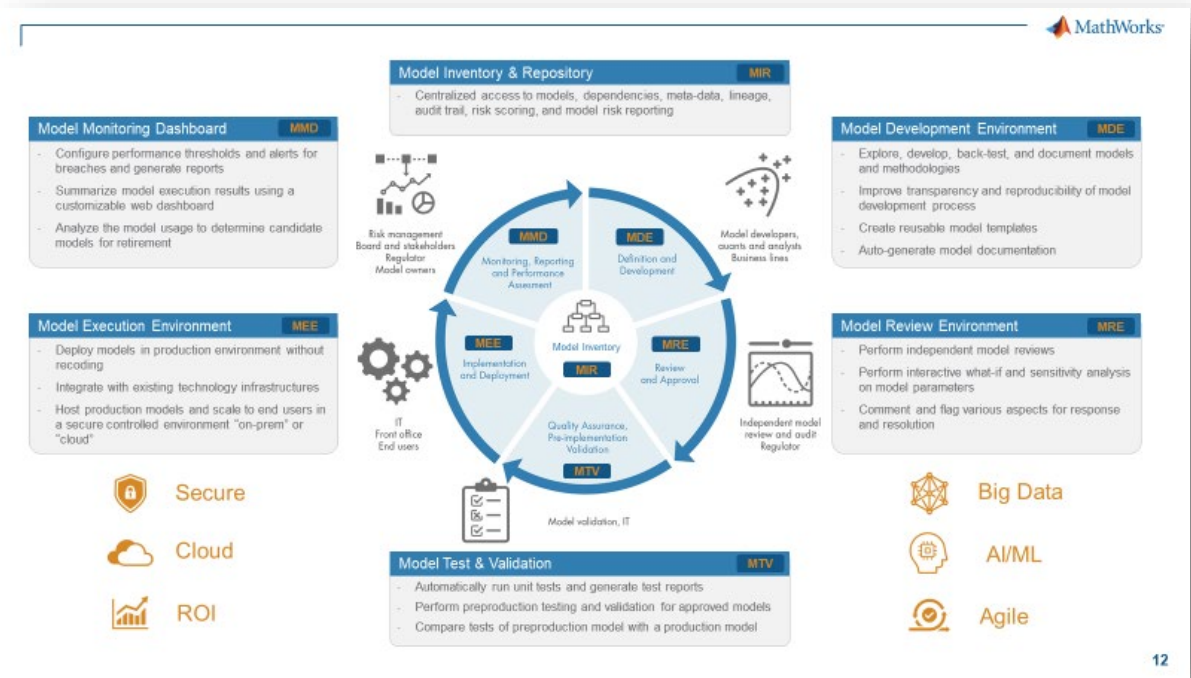 MathWorks
Model Inventory & Repository MIR
- Centralized access to models, dependencies, meta-data, lineage,
audit trail, risk scoring, and model risk reporting
Model Monitoring Dashboard MMD
- Configure performance thresholds and alerts for
breaches and generate reports
- Summarize model execution results using a
customizable web dashboard
- Analyze the model usage to determine candidate
models for retirement
Model Development Environment MDE
- Explore, develop, back-test, and document models
and methodologies
- Improve transparency and reproducibility of model
development process
- Create reusable model templates
- Auto-generate model documentation
Risk management
Board and stakeholders
Regulator
Model owners
MMD
Monitoring, Reporting
and Performance
Assesment
MDE
Definition and
Development
Model developers,
quants and analysts
Business lines
Model Execution Environment MEE
- Deploy models in production environment without
recoding
- Integrate with existing technology infrastructures
- Host production models and scale to end users in
a secure controlled environment "on-prem" or
"cloud"
MEE
Implementation
and Deployment
Model Inventory
MIR
MRE
Review
and Approval
Model Review Environment MRE
- Perform independent model reviews
- Perform interactive what-if and sensitivity analysis
on model parameters
- Comment and flag various aspects for response
and resolution
IT
Front office
End users
Quality Assurance,
Pre-implementation
Validation
MTV
Independent model
review and audit
Regulator
Model validation, IT
Secure
Cloud
ROI
Model Test & Validation MTV
- Automatically run unit tests and generate test reports
- Perform preproduction testing and validation for approved models
- Compare tests of preproduction model with a production model
Big Data
AI/ML
Agile
12